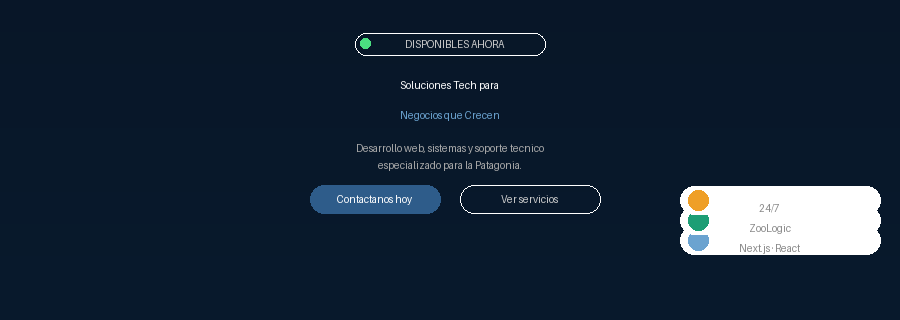 DISPONIBLES AHORA
Soluciones Tech para
Negocios que Crecen
Desarrollo web, sistemas y soporte tecnico
especializado para la Patagonia.
Contactanos hoy
Ver servicios
24/7
ZooLogic
Next.js · React